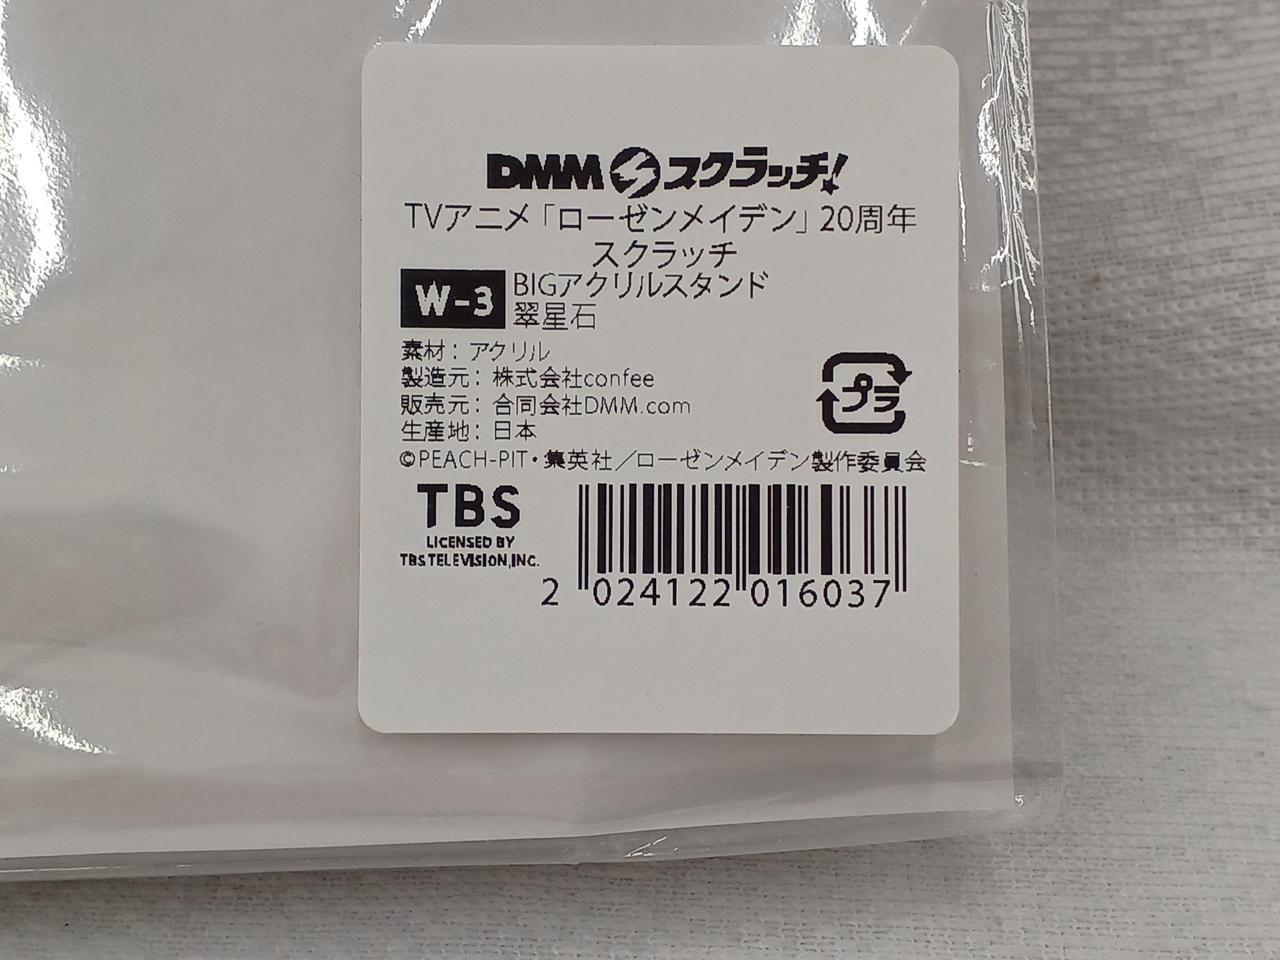 DMMスクラッチ!
TVアニメ「ローゼンメイデン」20周年
スクラッチ
W-3
BIGアクリルスタンド
翠星石
素材：アクリル
製造元：株式会社confee
販売元：合同会社DMM.com
生産地：日本
プラ
©PEACH-PIT・集英社／ローゼンメイデン製作委員会
TBS
LICENSED BY
TBS TELEVISION,INC.
2 024122 016037